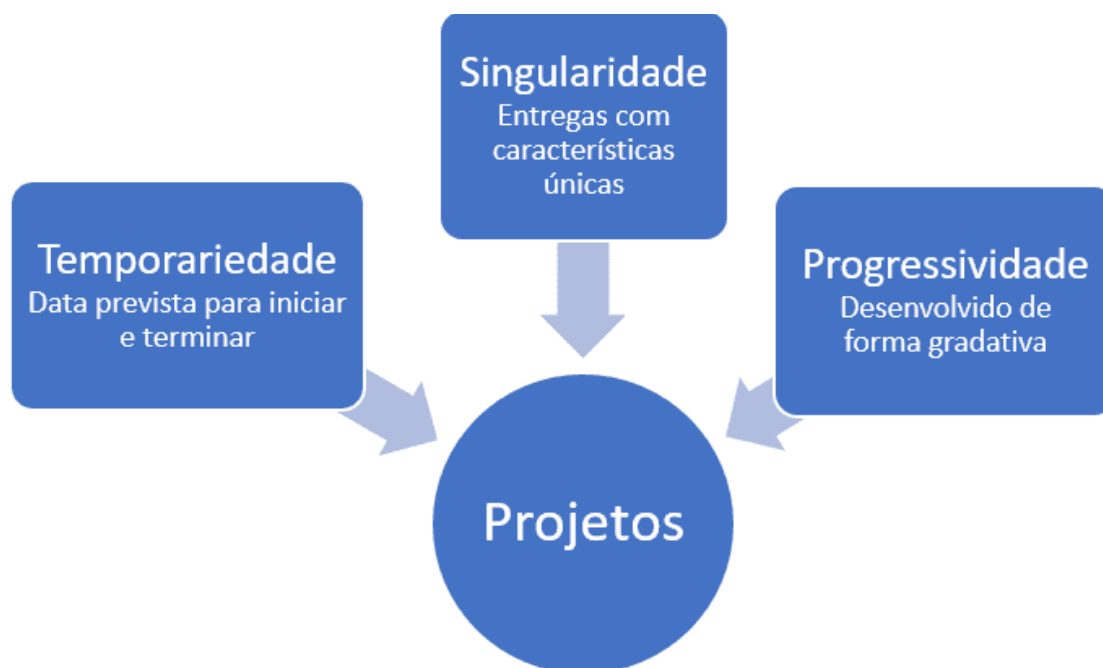 Singularidade
Entregas com
características
únicas
Temporariedade
Data prevista para iniciar
e terminar
Progressividade
Desenvolvido de
forma gradativa
Projetos